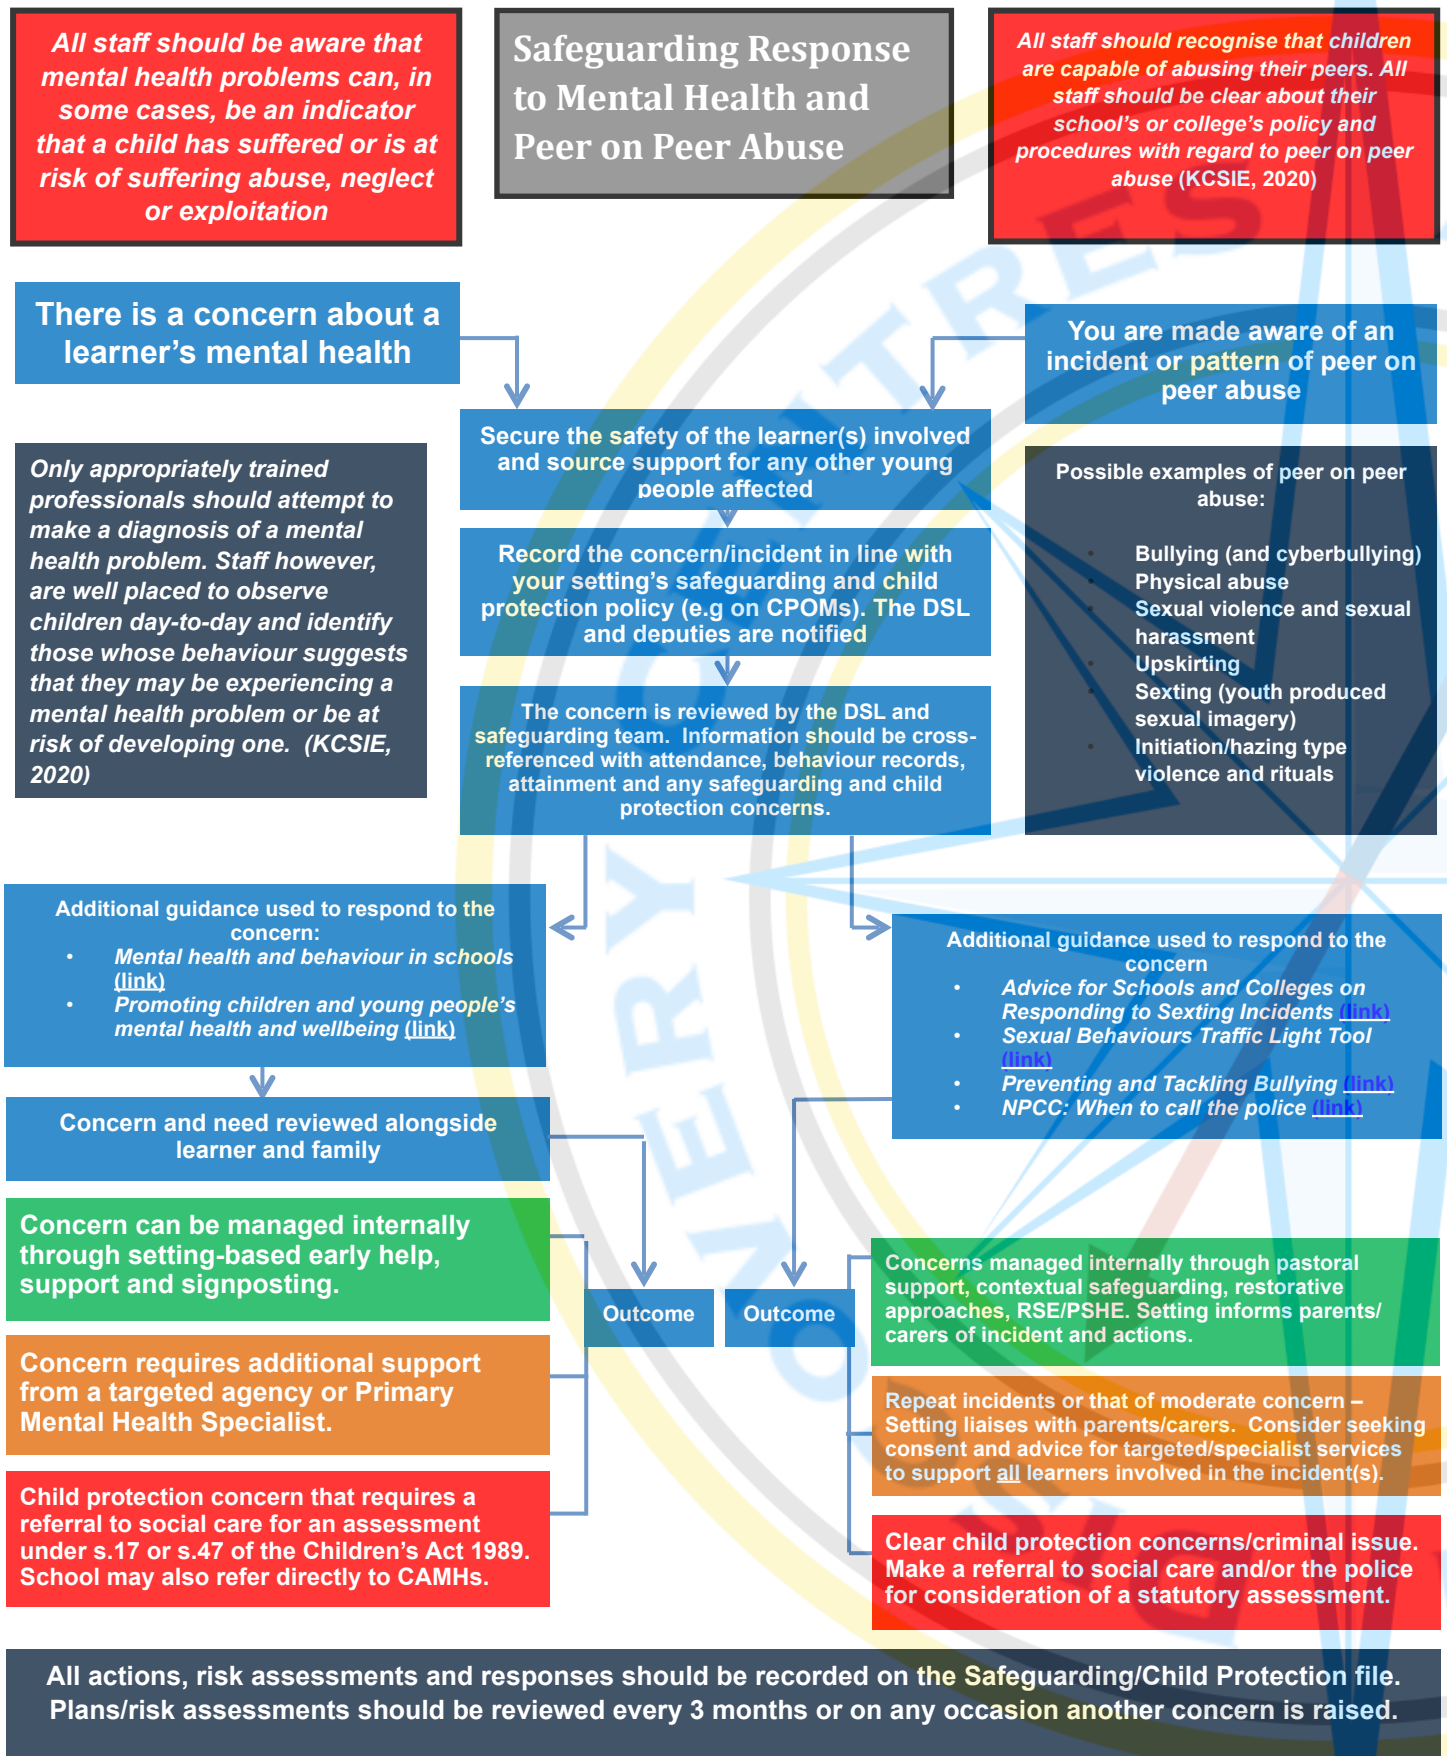 All staff should be aware that
mental health problems can, in
some cases, be an indicator
that a child has suffered or is at
risk of suffering abuse, neglect
or exploitation
Safeguarding Response
to Mental Health and
Peer on Peer Abuse
All staff should recognise that children
are capable of abusing their peers. All
staff should be clear about their
school's or college's policy and
procedures with regard to peer on peer
abuse (KCSIE, 2020)
There is a concern about a
learner's mental health
You are made aware of an
incident or pattern of peer on
peer abuse
Secure the safety of the learner(s) involved
and source support for any other young
people affected
Only appropriately trained
professionals should attempt to
make a diagnosis of a mental
health problem. Staff however,
are well placed to observe
children day-to-day and identify
those whose behaviour suggests
that they may be experiencing a
mental health problem or be at
risk of developing one. (KCSIE,
2020)
Record the concern/incident in line with
your setting's safeguarding and child
protection policy (e.g on CPOMs). The DSL
and deputies are notified
Possible examples of peer on peer
abuse:
• Bullying (and cyberbullying)
• Physical abuse
• Sexual violence and sexual
harassment
• Upskirting
• Sexting (youth produced
sexual imagery)
• Initiation/hazing type
violence and rituals
The concern is reviewed by the DSL and
safeguarding team. Information should be cross-
referenced with attendance, behaviour records,
attainment and any safeguarding and child
protection concerns.
Additional guidance used to respond to the
concern:
• Mental health and behaviour in schools
(link)
• Promoting children and young people's
mental health and wellbeing (link)
Additional guidance used to respond to the
concern
• Advice for Schools and Colleges on
Responding to Sexting Incidents (link)
• Sexual Behaviours Traffic Light Tool
(link)
• Preventing and Tackling Bullying (link)
• NPCC: When to call the police (link)
Concern and need reviewed alongside
learner and family
Concern can be managed internally
through setting-based early help,
support and signposting.
Concern requires additional support
from a targeted agency or Primary
Mental Health Specialist.
Child protection concern that requires a
referral to social care for an assessment
under s.17 or s.47 of the Children's Act 1989.
School may also refer directly to CAMHs.
Outcome
Outcome
Concerns managed internally through pastoral
support, contextual safeguarding, restorative
approaches, RSE/PSHE. Setting informs parents/
carers of incident and actions.
Repeat incidents or that of moderate concern –
Setting liaises with parents/carers. Consider seeking
consent and advice for targeted/specialist services
to support all learners involved in the incident(s).
Clear child protection concerns/criminal issue.
Make a referral to social care and/or the police
for consideration of a statutory assessment.
All actions, risk assessments and responses should be recorded on the Safeguarding/Child Protection file.
Plans/risk assessments should be reviewed every 3 months or on any occasion another concern is raised.